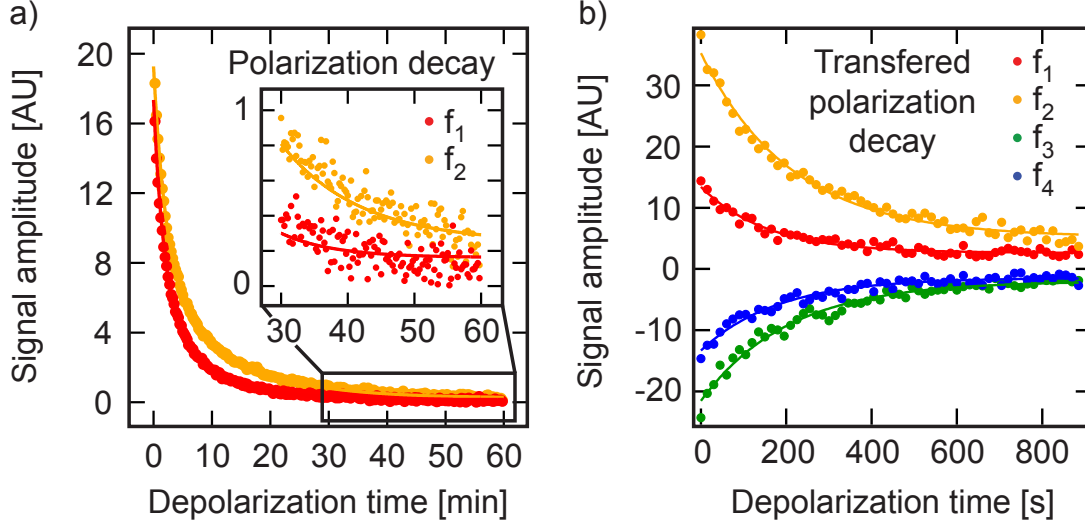 a)
Signal amplitude [AU]
20
16
12
8
4
0
0 10 20 30 40 50 60
Depolarization time [min]
Polarization decay
1
0
30 40 50 60
f1
f2
b)
Signal amplitude [AU]
30
20
10
0
-10
-20
0 200 400 600 800
Depolarization time [s]
Transfered
polarization
decay
f1
f2
f3
f4